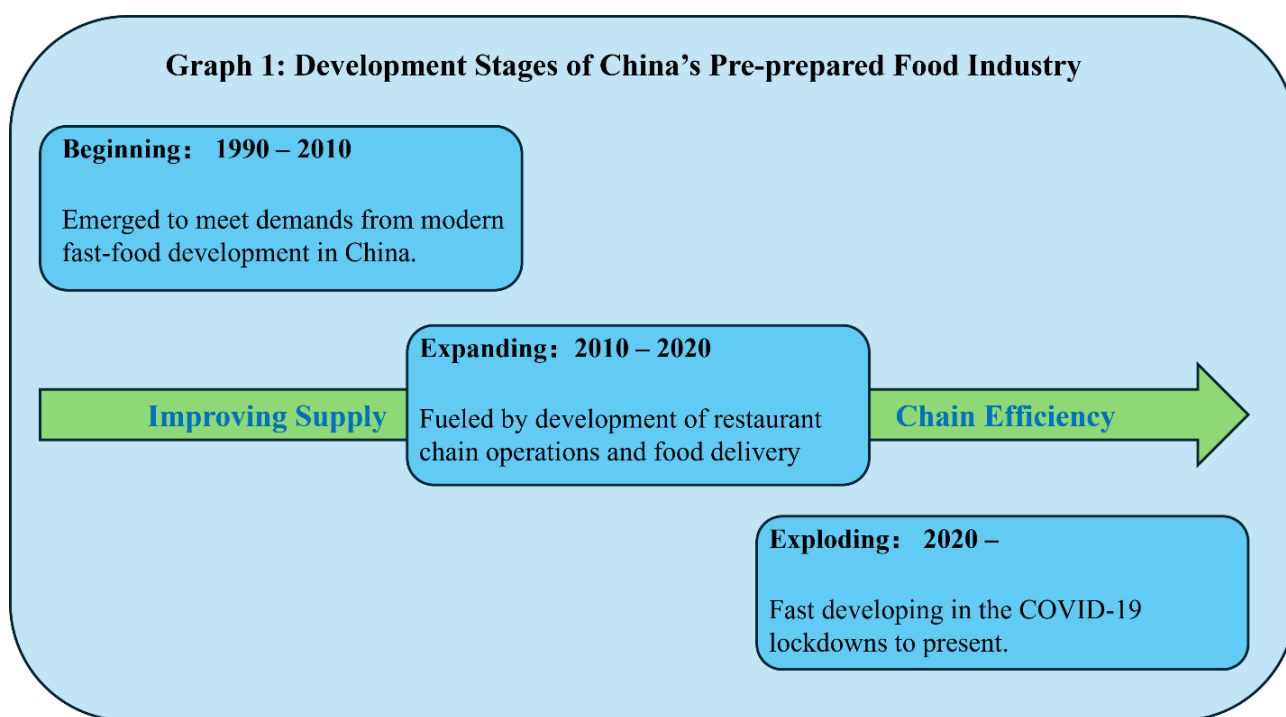 Graph 1: Development Stages of China’s Pre-prepared Food Industry
Beginning： 1990 – 2010
Emerged to meet demands from modern
fast-food development in China.
Expanding：2010 – 2020
Improving Supply
Fueled by development of restaurant
chain operations and food delivery
Chain Efficiency
Exploding： 2020 –
Fast developing in the COVID-19
lockdowns to present.